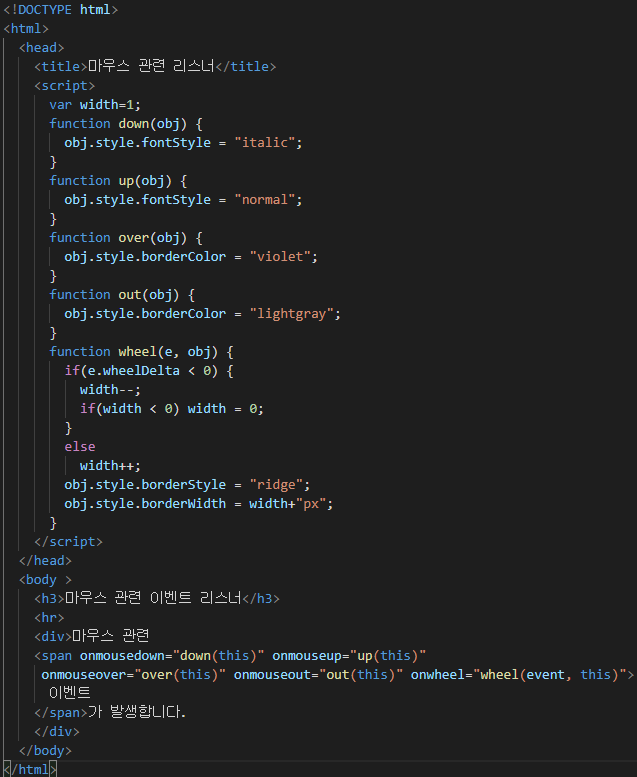 <!DOCTYPE html>
<html>
<head>
<title>마우스 관련 리스너</title>
<script>
var width=1;
function down(obj) {
obj.style.fontStyle = "italic";
}
function up(obj) {
obj.style.fontStyle = "normal";
}
function over(obj) {
obj.style.borderColor = "violet";
}
function out(obj) {
obj.style.borderColor = "lightgray";
}
function wheel(e, obj) {
if(e.wheelDelta < 0) {
width--;
if(width < 0) width = 0;
}
else
width++;
obj.style.borderStyle = "ridge";
obj.style.borderWidth = width+"px";
}
</script>
</head>
<body >
<h3>마우스 관련 이벤트 리스너</h3>
<hr>
<div>마우스 관련
<span onmousedown="down(this)" onmouseup="up(this)"
onmouseover="over(this)" onmouseout="out(this)" onwheel="wheel(event, this)">
이벤트
</span>가 발생합니다.
</div>
</body>
</html>